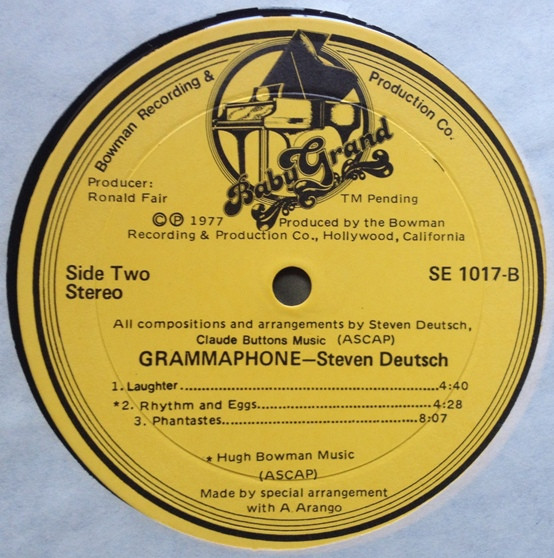 Bowman Recording & Production Co.
Baby Grand
Producer:
Ronald Fair
TM Pending
©℗ 1977 Produced by the Bowman
Recording & Production Co., Hollywood, California
Side Two
Stereo
SE 1017-B
All compositions and arrangements by Steven Deutsch,
Claude Buttons Music (ASCAP)
GRAMMAPHONE—Steven Deutsch
1. Laughter 4:40
*2. Rhythm and Eggs 4:28
3. Phantastes 8:07
* Hugh Bowman Music
(ASCAP)
Made by special arrangement
with A. Arango